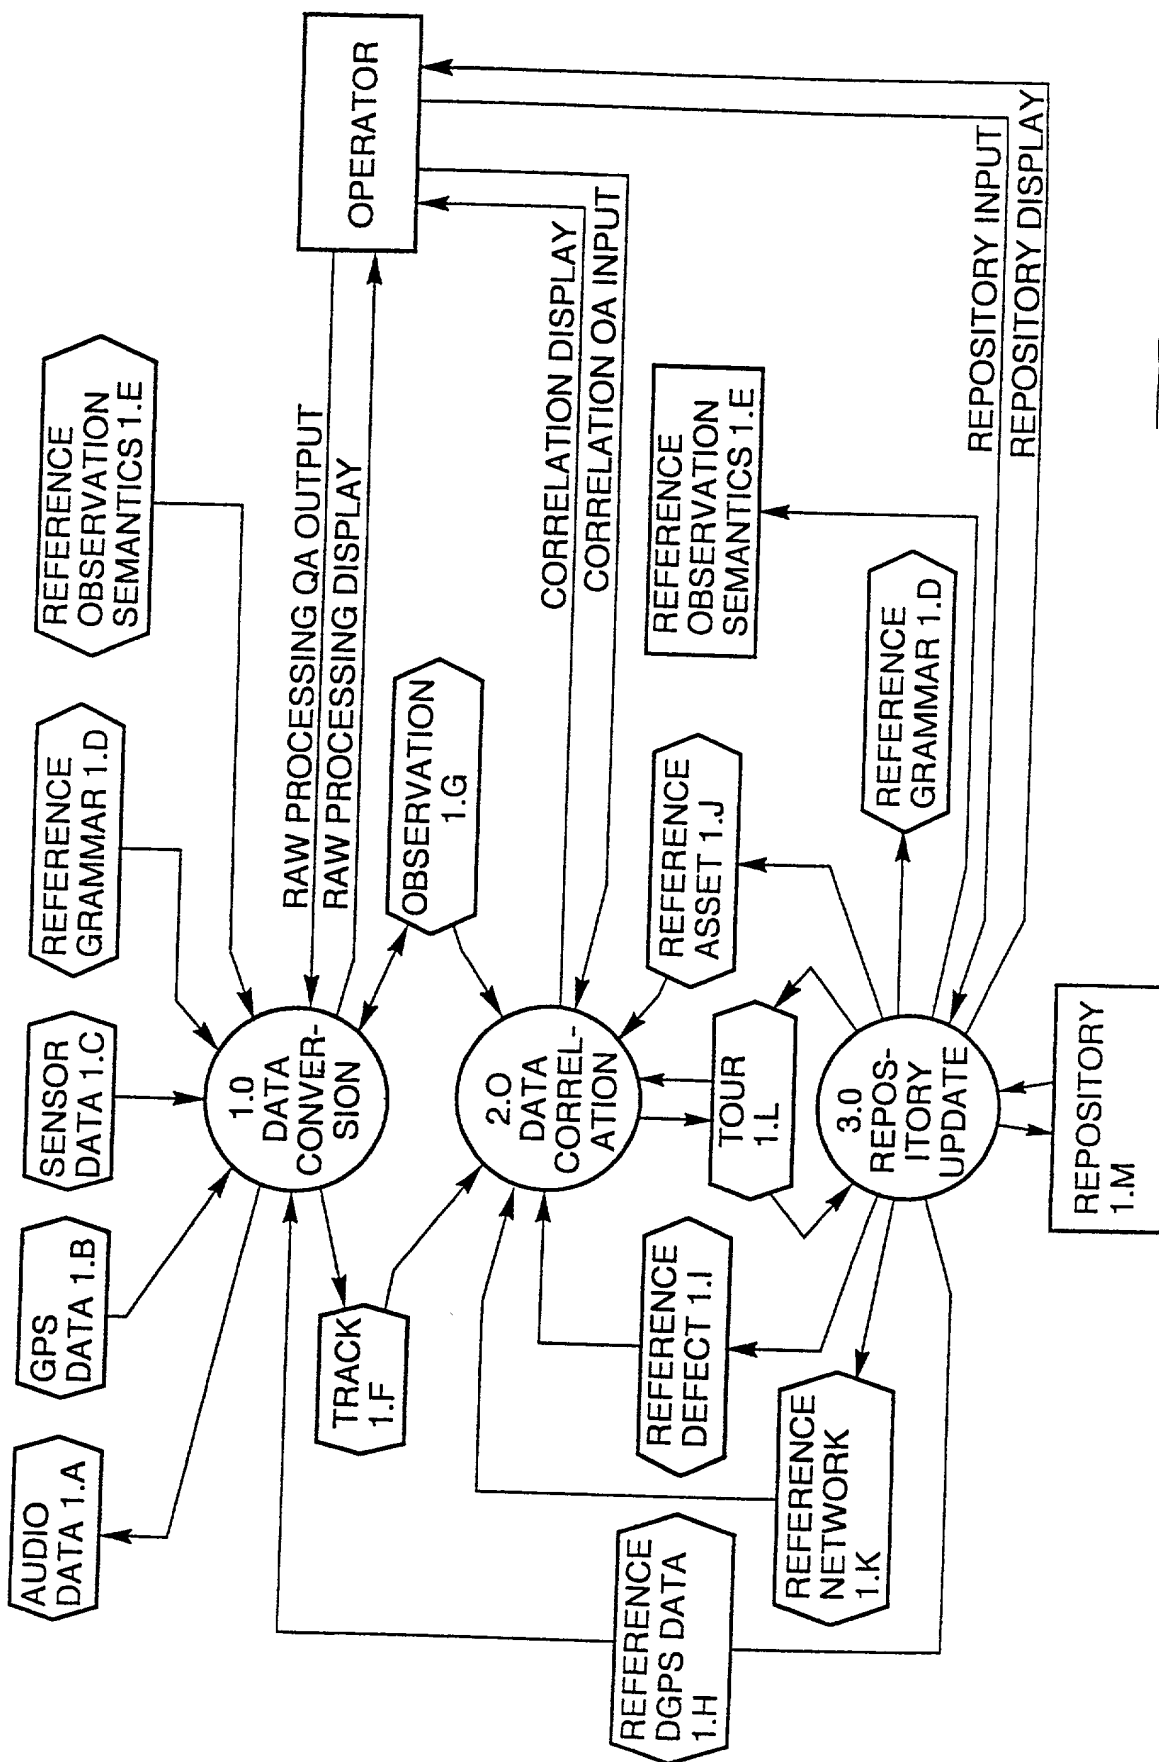 AUDIO
DATA 1.A
GPS
DATA 1.B
SENSOR
DATA 1.C
REFERENCE
GRAMMAR 1.D
REFERENCE
OBSERVATION
SEMANTICS 1.E
1.0
DATA
CONVER-
SION
RAW PROCESSING QA OUTPUT
RAW PROCESSING DISPLAY
OPERATOR
TRACK
1.F
OBSERVATION
1.G
2.O
DATA
CORREL-
ATION
CORRELATION DISPLAY
CORRELATION OA INPUT
REFERENCE
DGPS DATA
1.H
REFERENCE
DEFECT 1.I
TOUR
1.L
REFERENCE
ASSET 1.J
REFERENCE
OBSERVATION
SEMANTICS 1.E
REFERENCE
NETWORK
1.K
3.0
REPOS-
ITORY
UPDATE
REFERENCE
GRAMMAR 1.D
REPOSITORY INPUT
REPOSITORY DISPLAY
REPOSITORY
1.M